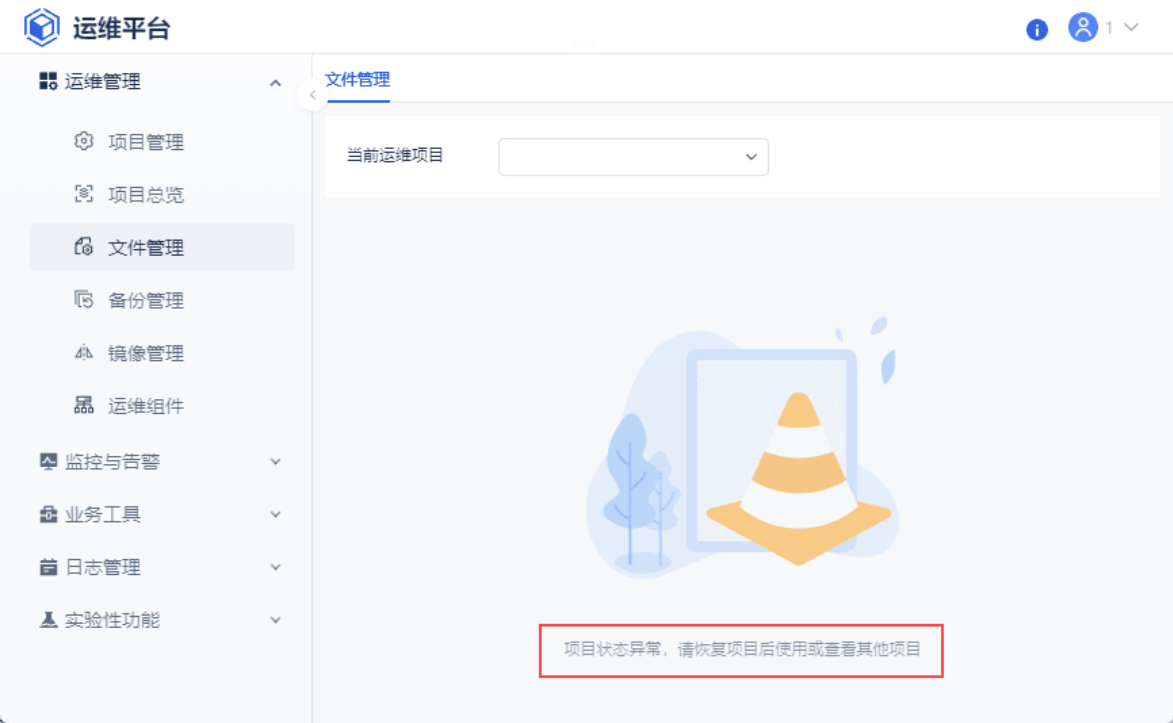 运维平台
1
运维管理
文件管理
项目管理
当前运维项目
项目总览
文件管理
备份管理
镜像管理
运维组件
监控与告警
业务工具
日志管理
实验性功能
项目状态异常，请恢复项目后使用或查看其他项目